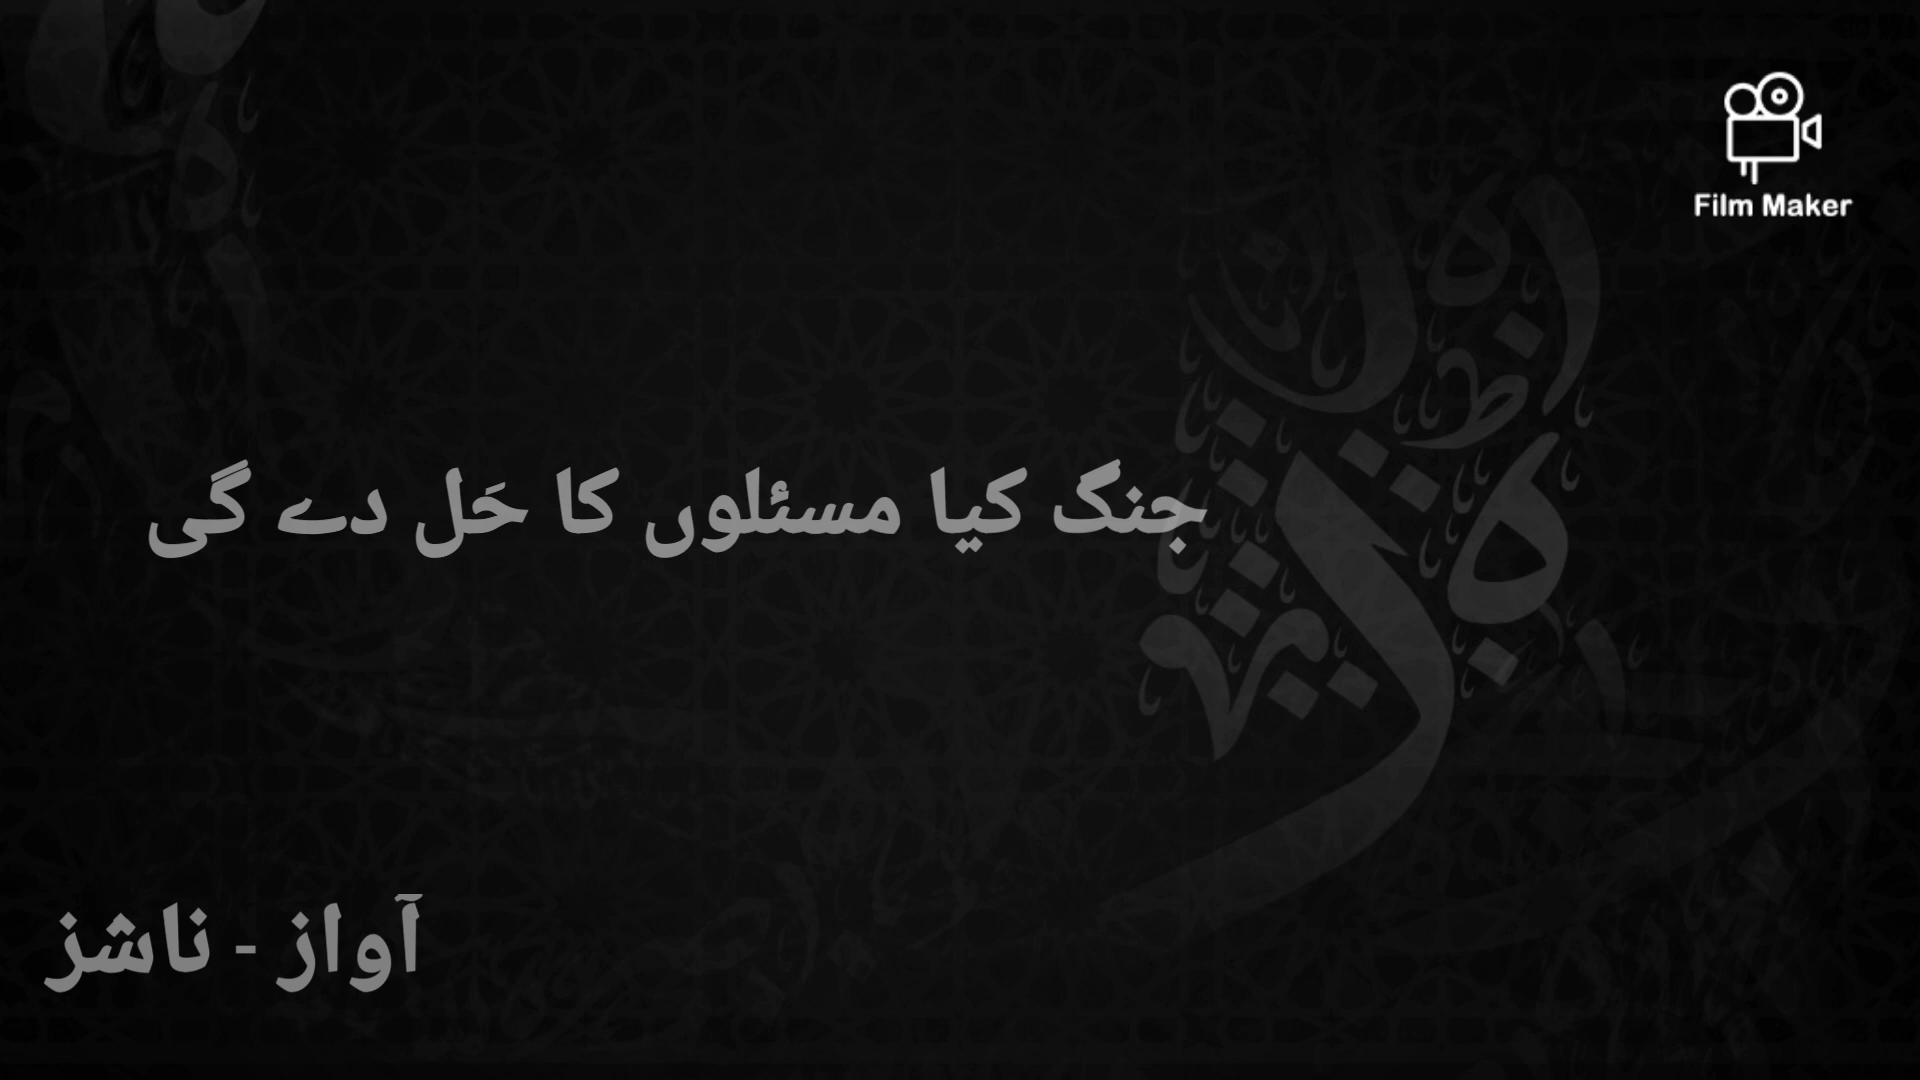 Film Maker
جنگ کیا مسئلوں کا حَل دے گی
آواز - ناشز